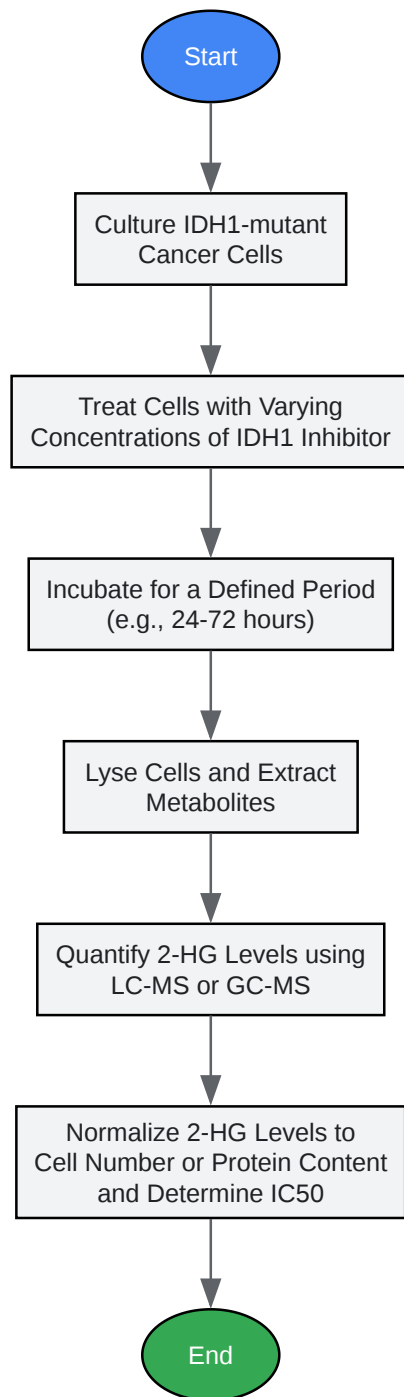 Start
Culture IDH1-mutant
Cancer Cells
Treat Cells with Varying
Concentrations of IDH1 Inhibitor
Incubate for a Defined Period
(e.g., 24-72 hours)
Lyse Cells and Extract
Metabolites
Quantify 2-HG Levels using
LC-MS or GC-MS
Normalize 2-HG Levels to
Cell Number or Protein Content
and Determine IC50
End